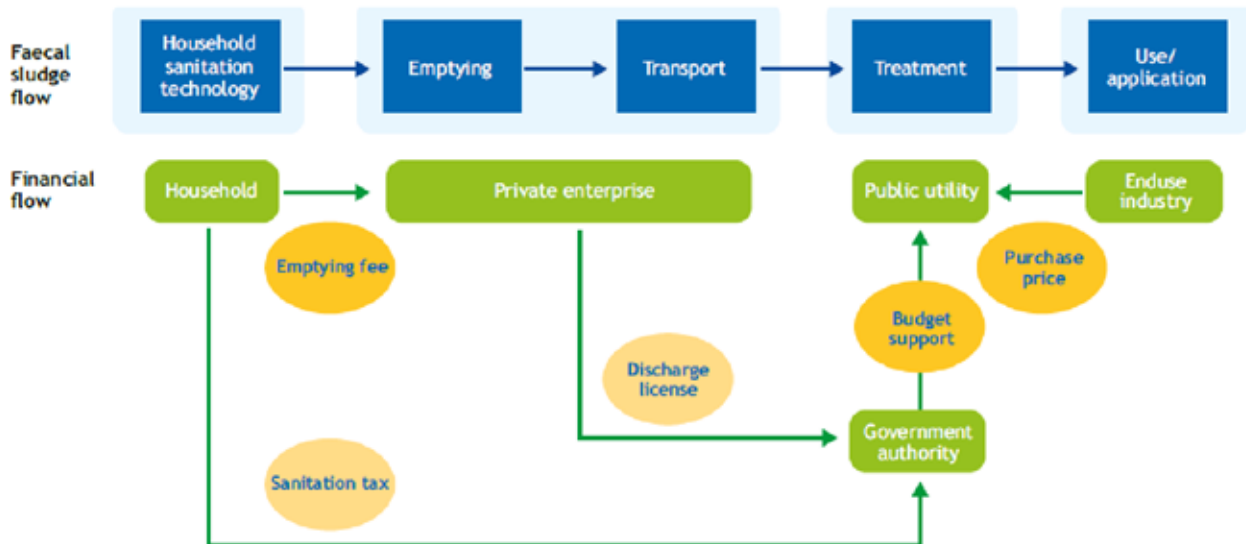 Faecal
sludge
flow
Household
sanitation
technology
Emptying
Transport
Treatment
Use/
application
Financial
flow
Household
Private enterprise
Public utility
Enduse
industry
Emptying fee
Purchase
price
Budget
support
Discharge
license
Government
authority
Sanitation tax